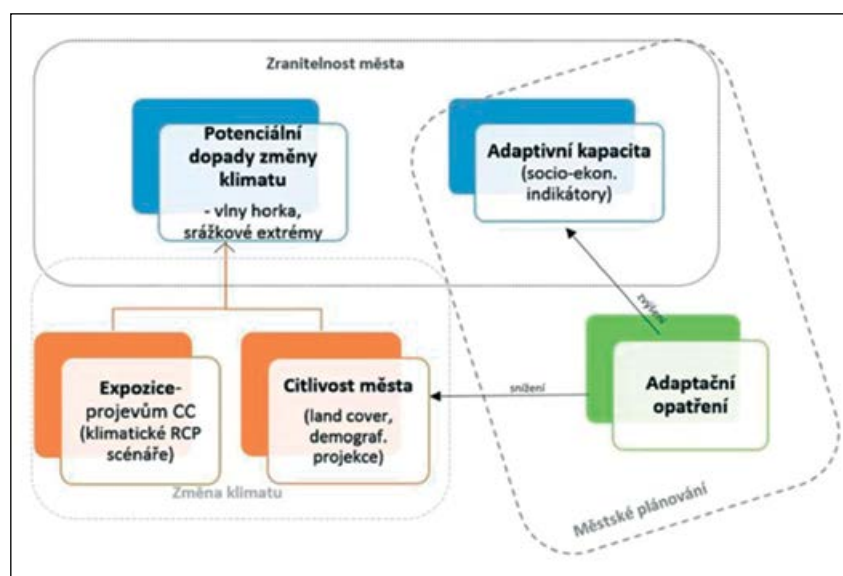 Zranitelnost města
Potenciální
dopady změny
klimatu
- vlny horka,
srážkové extrémy
Adaptivní kapacita
(socio-ekon.
indikátory)
zvýšení
Expozice-
projevům CC
(klimatické RCP
scénáře)
Citlivost města
(land cover,
demograf.
projekce)
snížení
Adaptační
opatření
Změna klimatu
Městské plánování